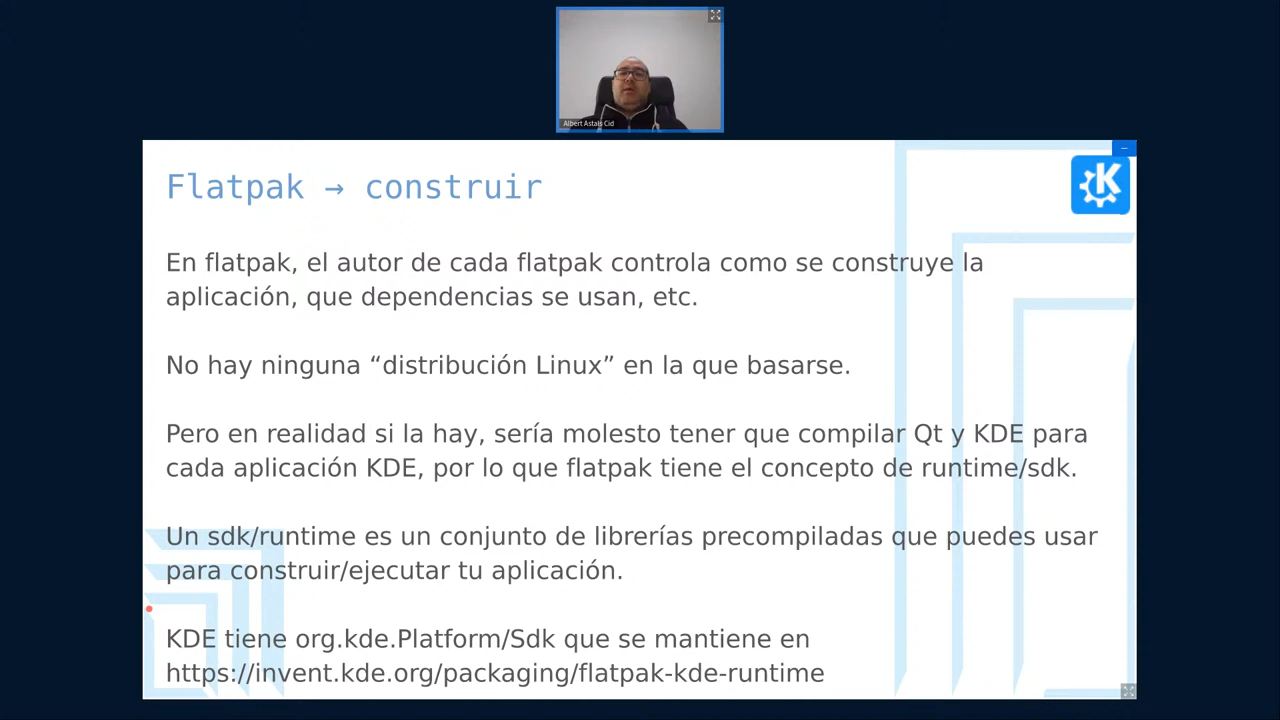 Albert Astals Cid
Flatpak → construir
K
En flatpak, el autor de cada flatpak controla como se construye la
aplicación, que dependencias se usan, etc.
No hay ninguna “distribución Linux” en la que basarse.
Pero en realidad si la hay, sería molesto tener que compilar Qt y KDE para
cada aplicación KDE, por lo que flatpak tiene el concepto de runtime/sdk.
Un sdk/runtime es un conjunto de librerías precompiladas que puedes usar
para construir/ejecutar tu aplicación.
KDE tiene org.kde.Platform/Sdk que se mantiene en
https://invent.kde.org/packaging/flatpak-kde-runtime